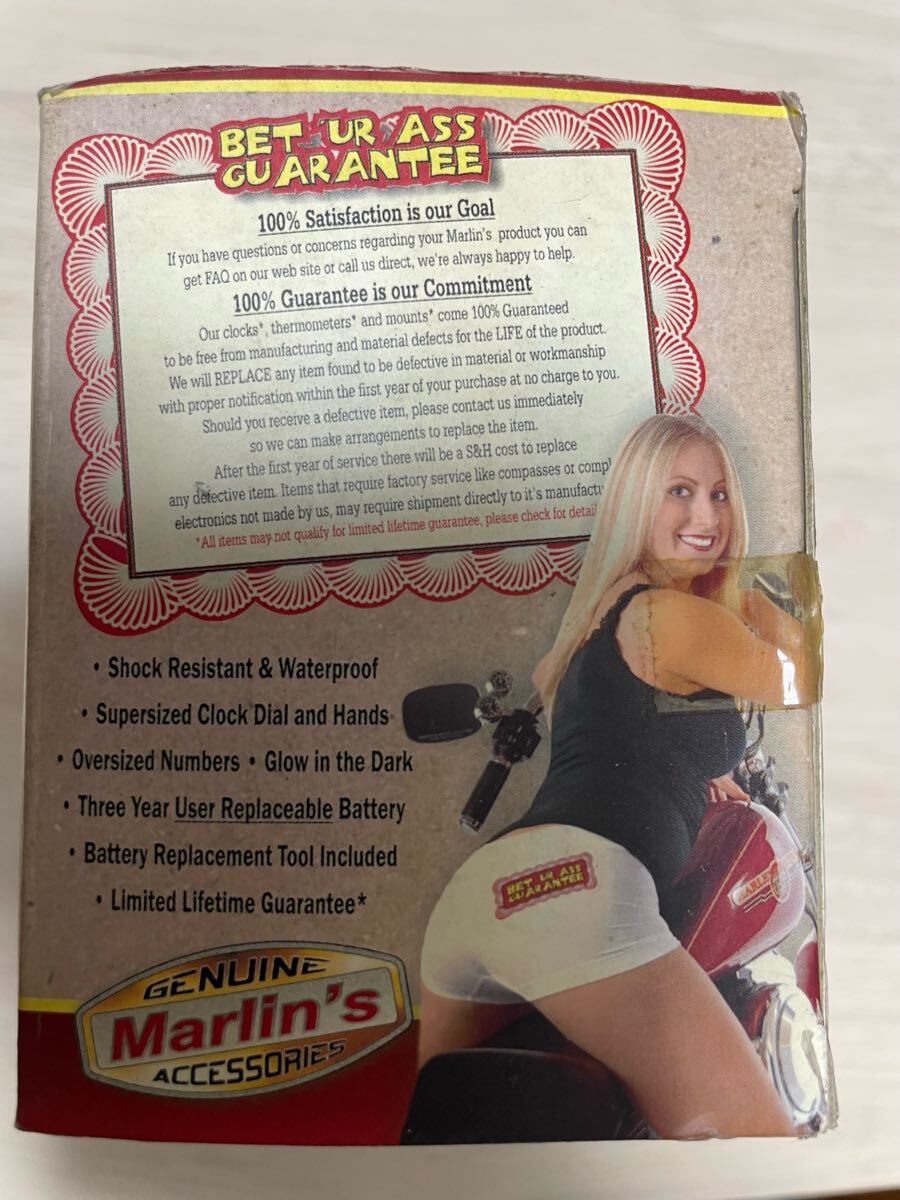 BET 'UR ASS
GUARANTEE
100% Satisfaction is our Goal
If you have questions or concerns regarding your Marlin's product you can
get FAQ on our web site or call us direct, we're always happy to help.
100% Guarantee is our Commitment
Our clocks*, thermometers* and mounts* come 100% Guaranteed
to be free from manufacturing and material defects for the LIFE of the product.
We will REPLACE any item found to be defective in material or workmanship
with proper notification within the first year of your purchase at no charge to you.
Should you receive a defective item, please contact us immediately
so we can make arrangements to replace the item.
After the first year of service there will be a S&H cost to replace
any defective item. Items that require factory service like compasses or compl
electronics not made by us, may require shipment directly to it's manufactu
*All items may not qualify for limited lifetime guarantee, please check for detail
• Shock Resistant & Waterproof
• Supersized Clock Dial and Hands
• Oversized Numbers • Glow in the Dark
• Three Year User Replaceable Battery
• Battery Replacement Tool Included
• Limited Lifetime Guarantee*
BET UR ASS
GUARANTEE
GENUINE
Marlin's
ACCESSORIES